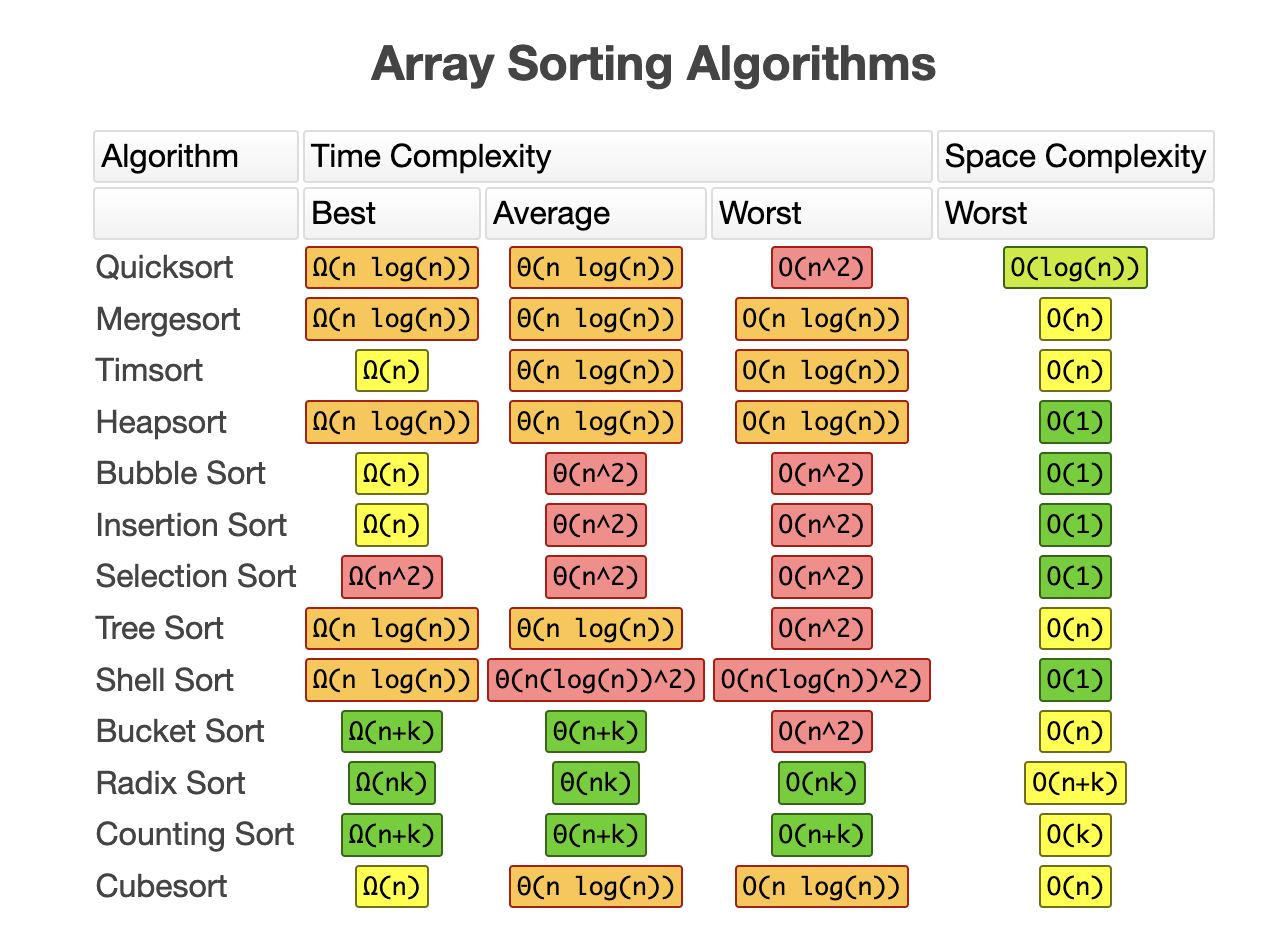 Array Sorting Algorithms
Algorithm Time Complexity Space Complexity
Best Average Worst Worst
Quicksort Ω(n log(n)) Θ(n log(n)) O(n^2) O(log(n))
Mergesort Ω(n log(n)) Θ(n log(n)) O(n log(n)) O(n)
Timsort Ω(n) Θ(n log(n)) O(n log(n)) O(n)
Heapsort Ω(n log(n)) Θ(n log(n)) O(n log(n)) O(1)
Bubble Sort Ω(n) Θ(n^2) O(n^2) O(1)
Insertion Sort Ω(n) Θ(n^2) O(n^2) O(1)
Selection Sort Ω(n^2) Θ(n^2) O(n^2) O(1)
Tree Sort Ω(n log(n)) Θ(n log(n)) O(n^2) O(n)
Shell Sort Ω(n log(n)) Θ(n(log(n))^2) O(n(log(n))^2) O(1)
Bucket Sort Ω(n+k) Θ(n+k) O(n^2) O(n)
Radix Sort Ω(nk) Θ(nk) O(nk) O(n+k)
Counting Sort Ω(n+k) Θ(n+k) O(n+k) O(k)
Cubesort Ω(n) Θ(n log(n)) O(n log(n)) O(n)